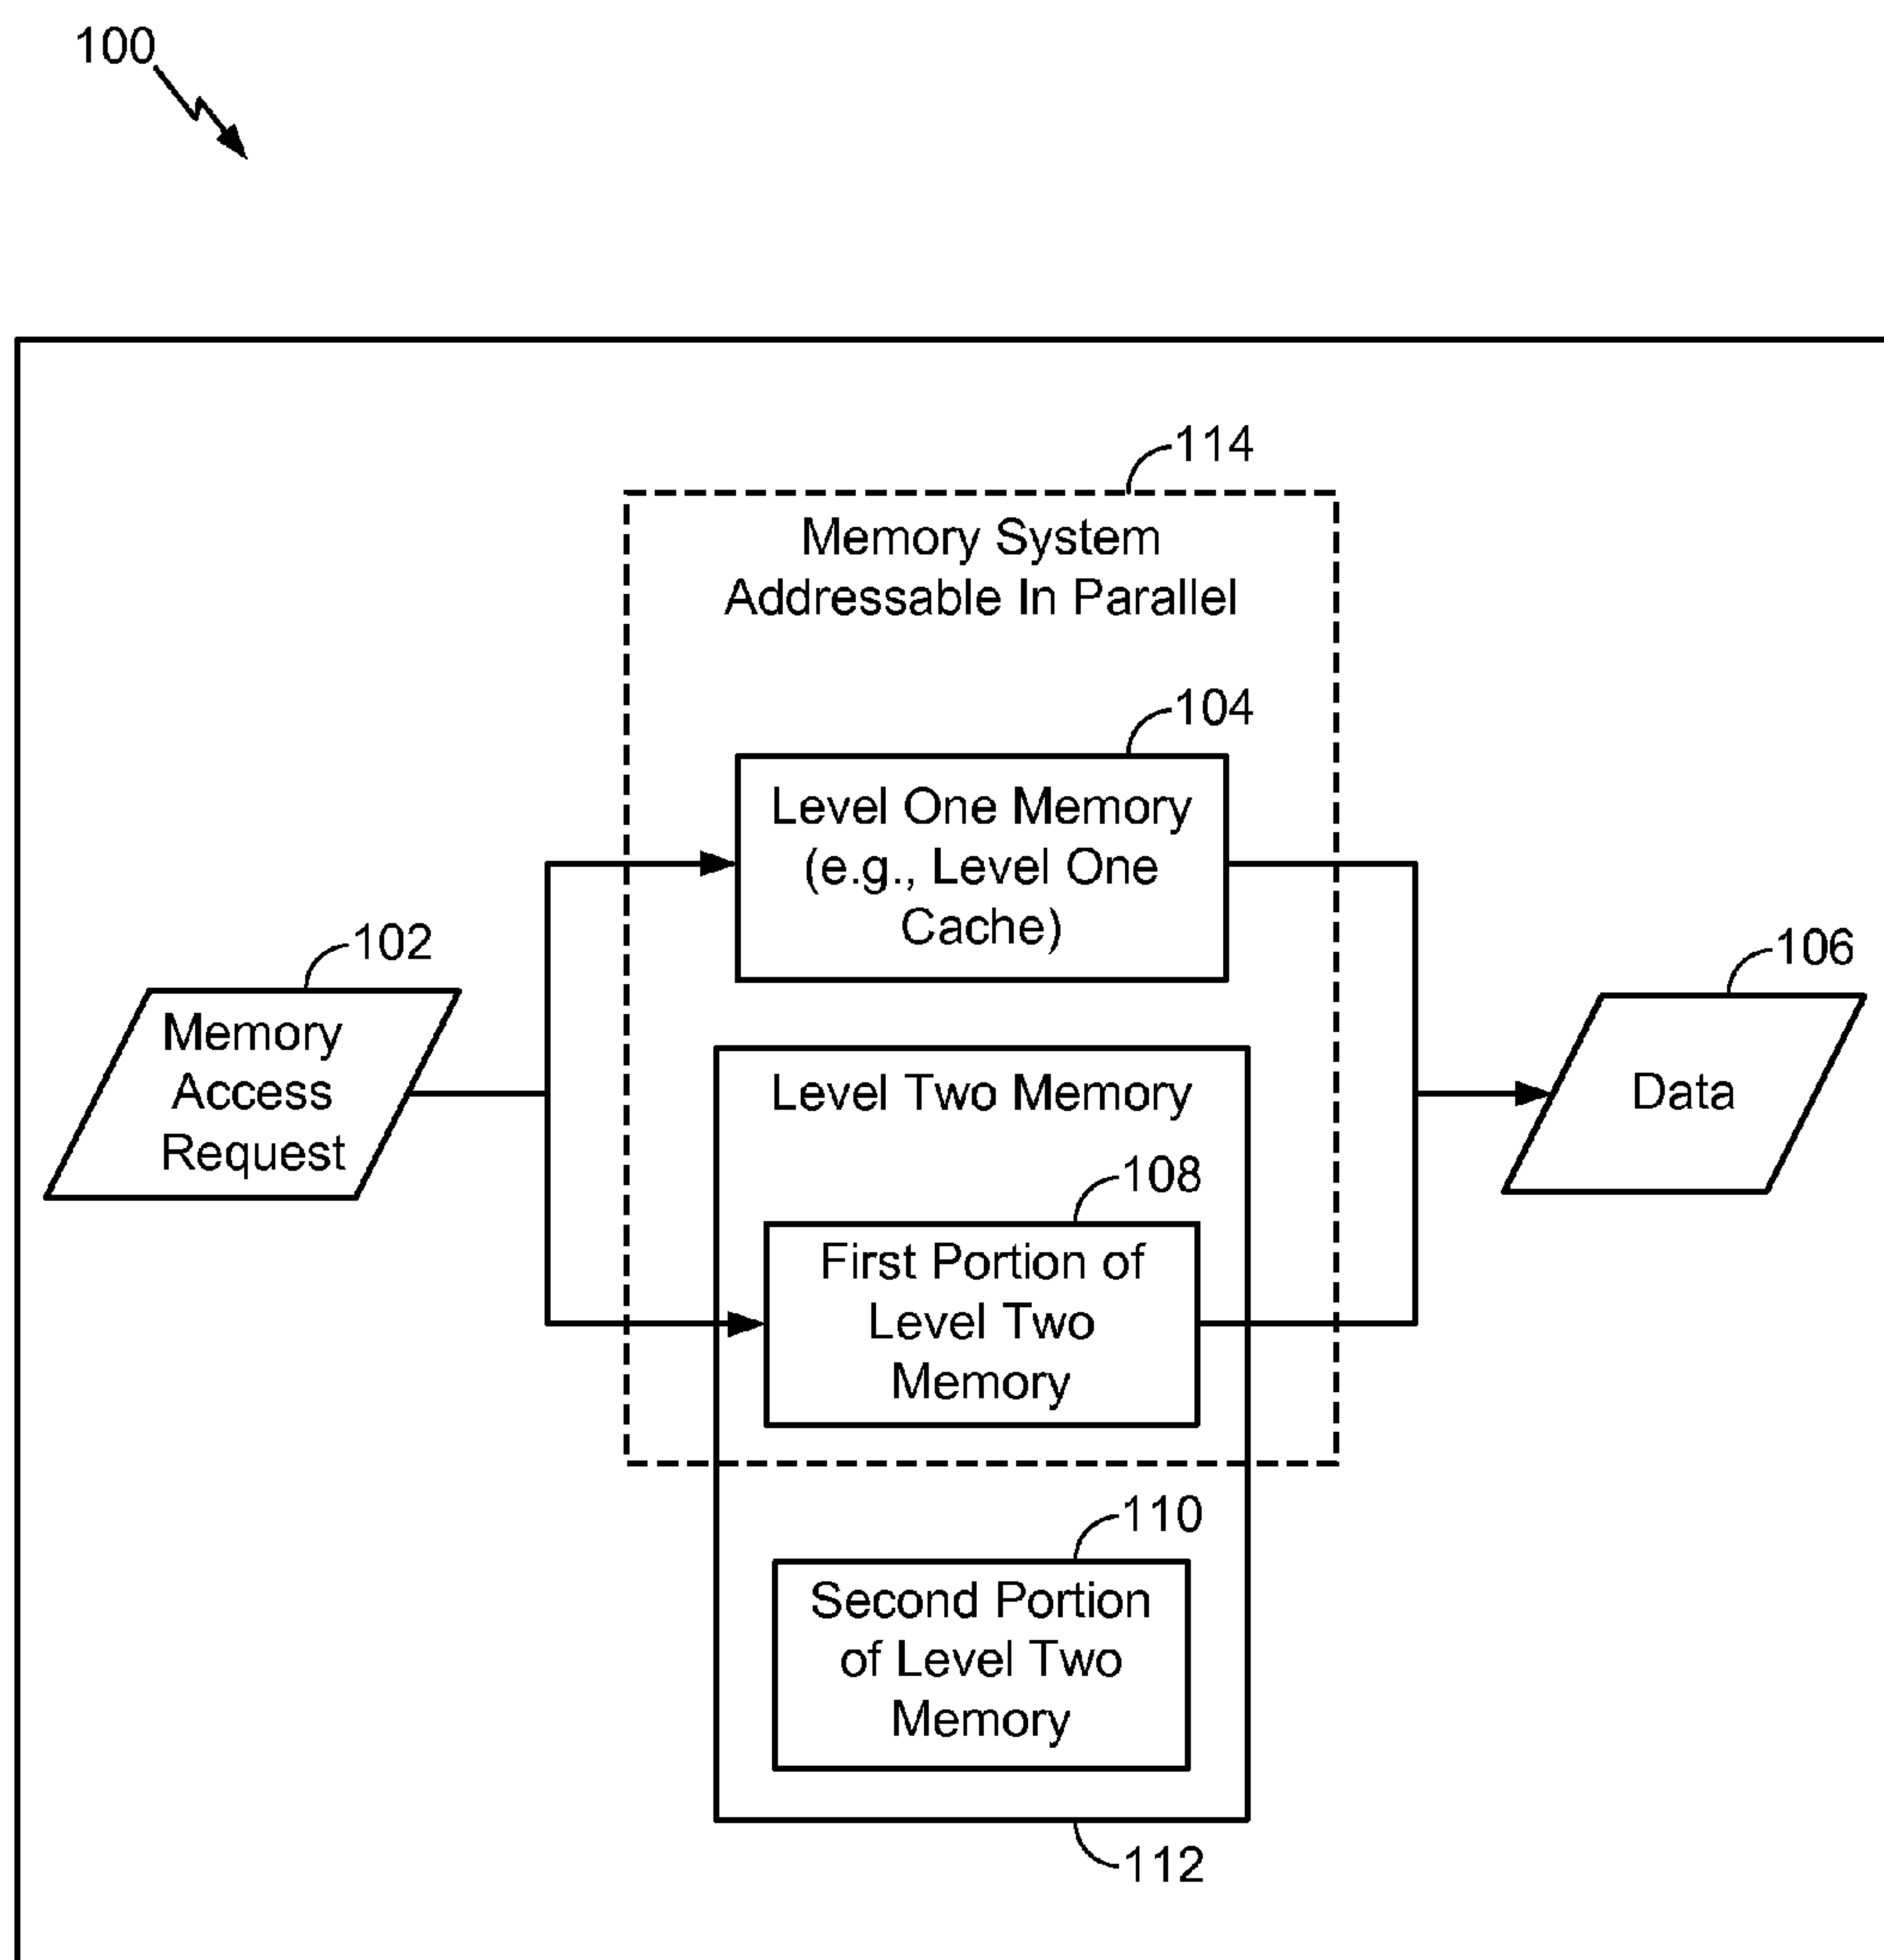 100
114
Memory System
Addressable In Parallel
104
Level One Memory
(e.g., Level One
Cache)
102
Memory
Access
Request
106
Data
Level Two Memory
108
First Portion of
Level Two
Memory
110
Second Portion
of Level Two
Memory
112